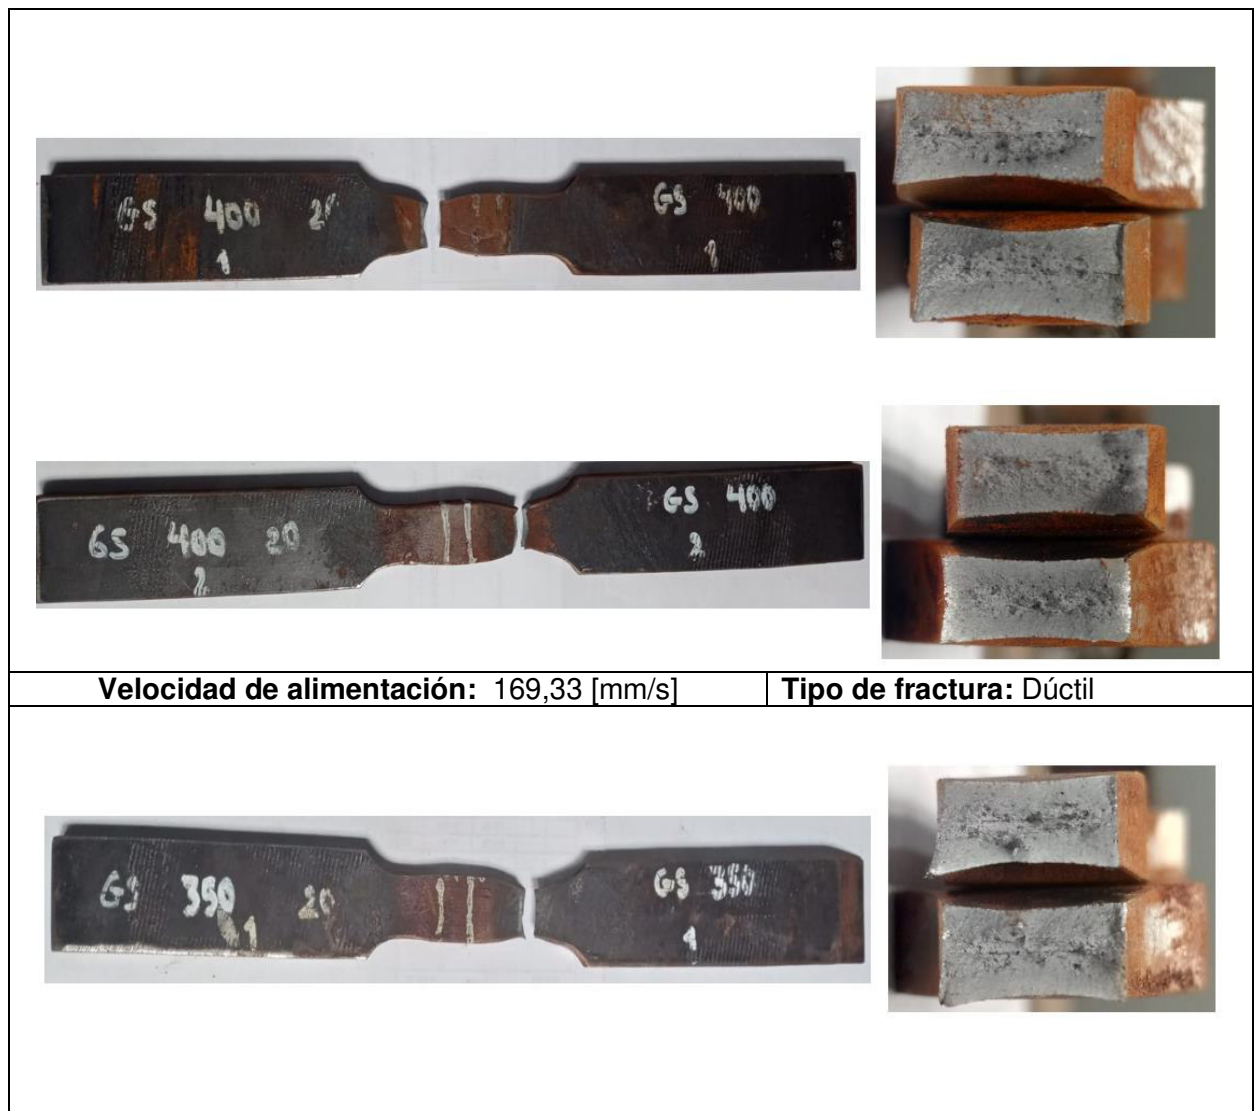 GS 400 20
1
GS 400
1
GS 400 20
2
GS 400
2
Velocidad de alimentación: 169,33 [mm/s]
Tipo de fractura: Dúctil
GS 350 20
1
GS 350
1